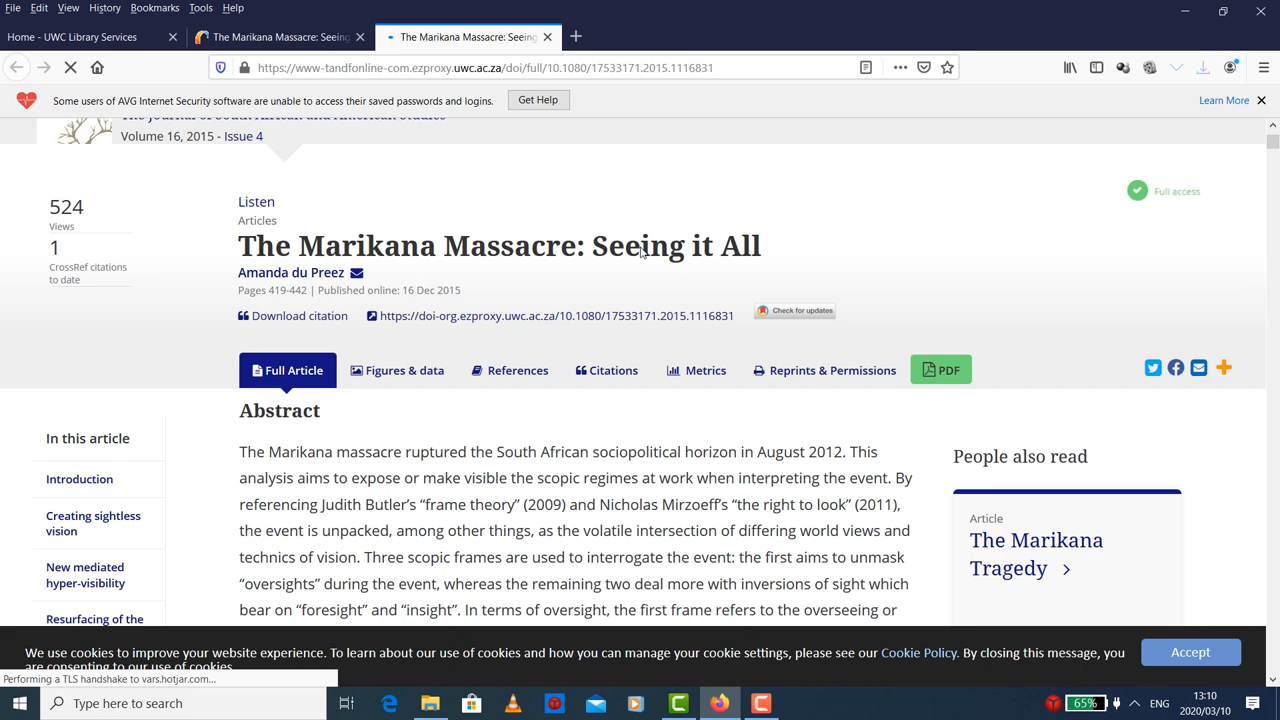 File Edit View History Bookmarks Tools Help
Home - UWC Library Services
The Marikana Massacre: Seeing
The Marikana Massacre: Seeing
https://www-tandfonline-com.ezproxy.uwc.ac.za/doi/full/10.1080/17533171.2015.1116831
Some users of AVG Internet Security software are unable to access their saved passwords and logins. Get Help Learn More
The Journal of South African and American Studies
Volume 16, 2015 - Issue 4
524
Views
1
CrossRef citations
to date
Listen
Articles
The Marikana Massacre: Seeing it All
Amanda du Preez
Pages 419-442 | Published online: 16 Dec 2015
Download citation https://doi-org.ezproxy.uwc.ac.za/10.1080/17533171.2015.1116831 Check for updates
Full access
Full Article Figures & data References Citations Metrics Reprints & Permissions PDF
In this article
Introduction
Creating sightless
vision
New mediated
hyper-visibility
Resurfacing of the
Abstract
The Marikana massacre ruptured the South African sociopolitical horizon in August 2012. This
analysis aims to expose or make visible the scopic regimes at work when interpreting the event. By
referencing Judith Butler's “frame theory” (2009) and Nicholas Mirzoeff's “the right to look” (2011),
the event is unpacked, among other things, as the volatile intersection of differing world views and
technics of vision. Three scopic frames are used to interrogate the event: the first aims to unmask
“oversights” during the event, whereas the remaining two deal more with inversions of sight which
bear on “foresight” and “insight”. In terms of oversight, the first frame refers to the overseeing or
People also read
Article
The Marikana
Tragedy
We use cookies to improve your website experience. To learn about our use of cookies and how you can manage your cookie settings, please see our Cookie Policy. By closing this message, you
are consenting to our use of cookies.
Accept
Performing a TLS handshake to vars.hotjar.com...
Type here to search
65%
ENG
13:10
2020/03/10